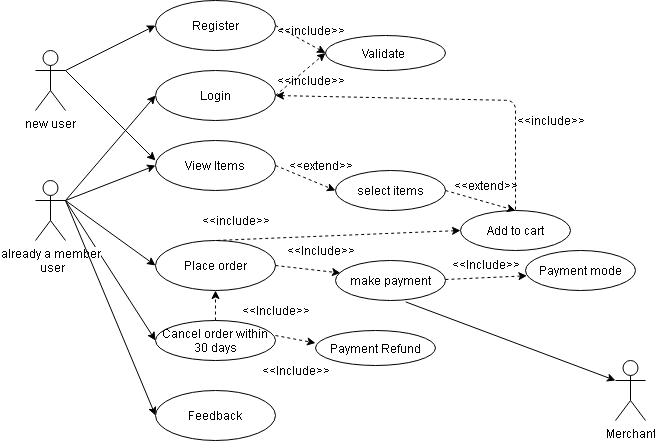 Register
<<include>>
Validate
new user
Login
<<include>>
<<include>>
View Items
<<extend>>
select items
<<extend>>
already a member
user
<<include>>
Add to cart
Place order
<<Include>>
make payment
<<Include>>
Payment mode
<<Include>>
Cancel order within
30 days
Payment Refund
<<Include>>
Feedback
Merchant